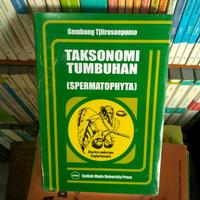 Gembong Tjitrosoepomo
TAKSONOMI
TUMBUHAN
(SPERMATOPHYTA)
Gadjah Mada University Press